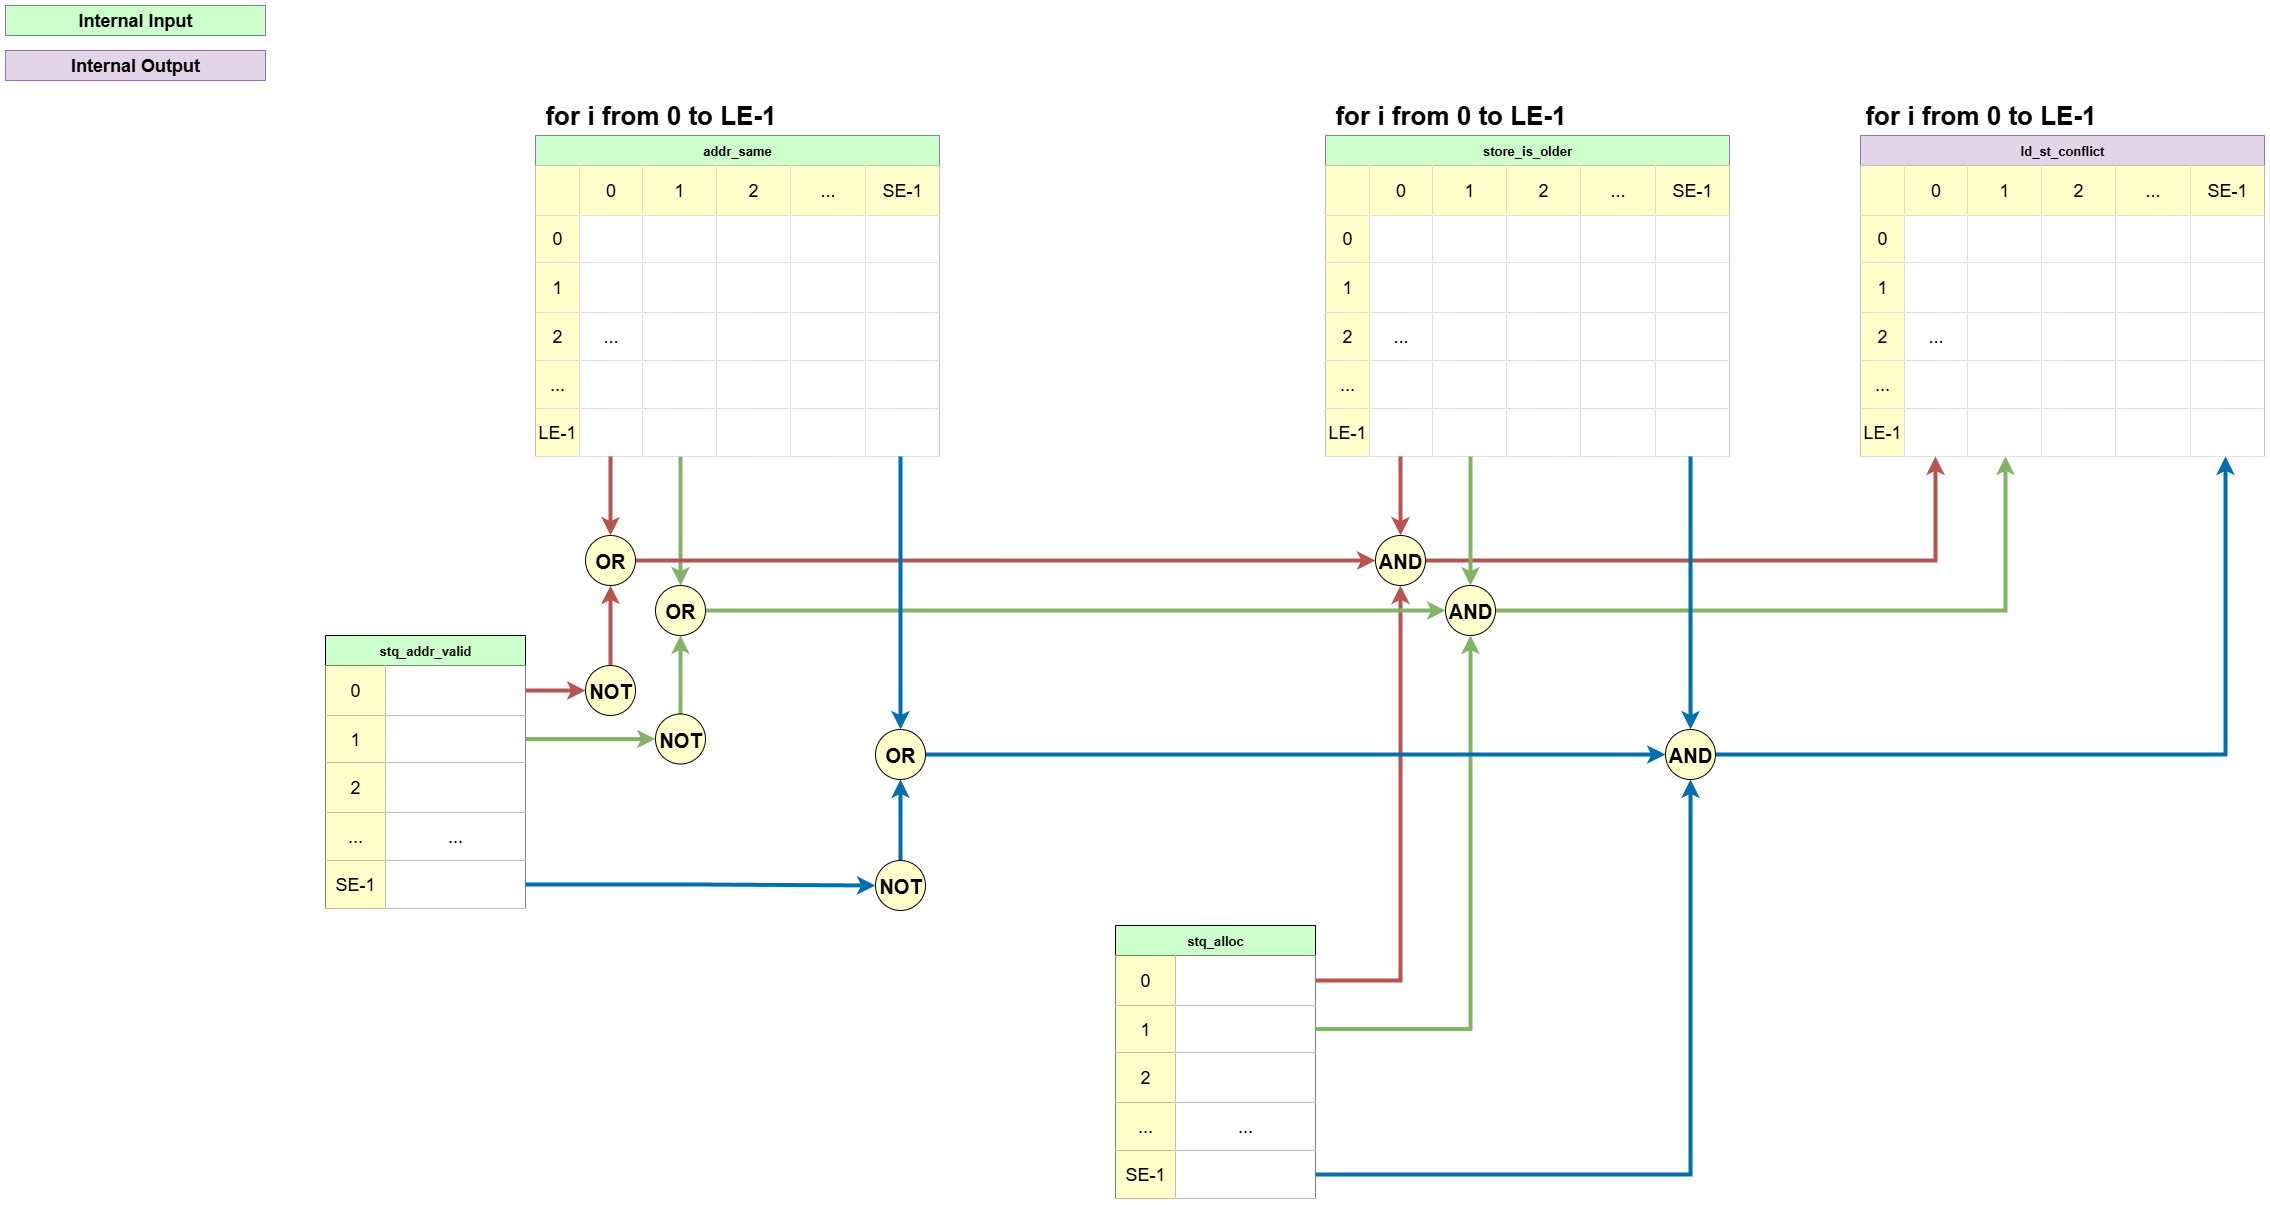 Internal Input
Internal Output
for i from 0 to LE-1
addr_same
0 1 2 ... SE-1
0
1
2 ...
...
LE-1
for i from 0 to LE-1
store_is_older
0 1 2 ... SE-1
0
1
2 ...
...
LE-1
for i from 0 to LE-1
ld_st_conflict
0 1 2 ... SE-1
0
1
2 ...
...
LE-1
OR
AND
OR
AND
stq_addr_valid
0
1
2
... ...
SE-1
NOT
NOT
OR
AND
NOT
stq_alloc
0
1
2
... ...
SE-1